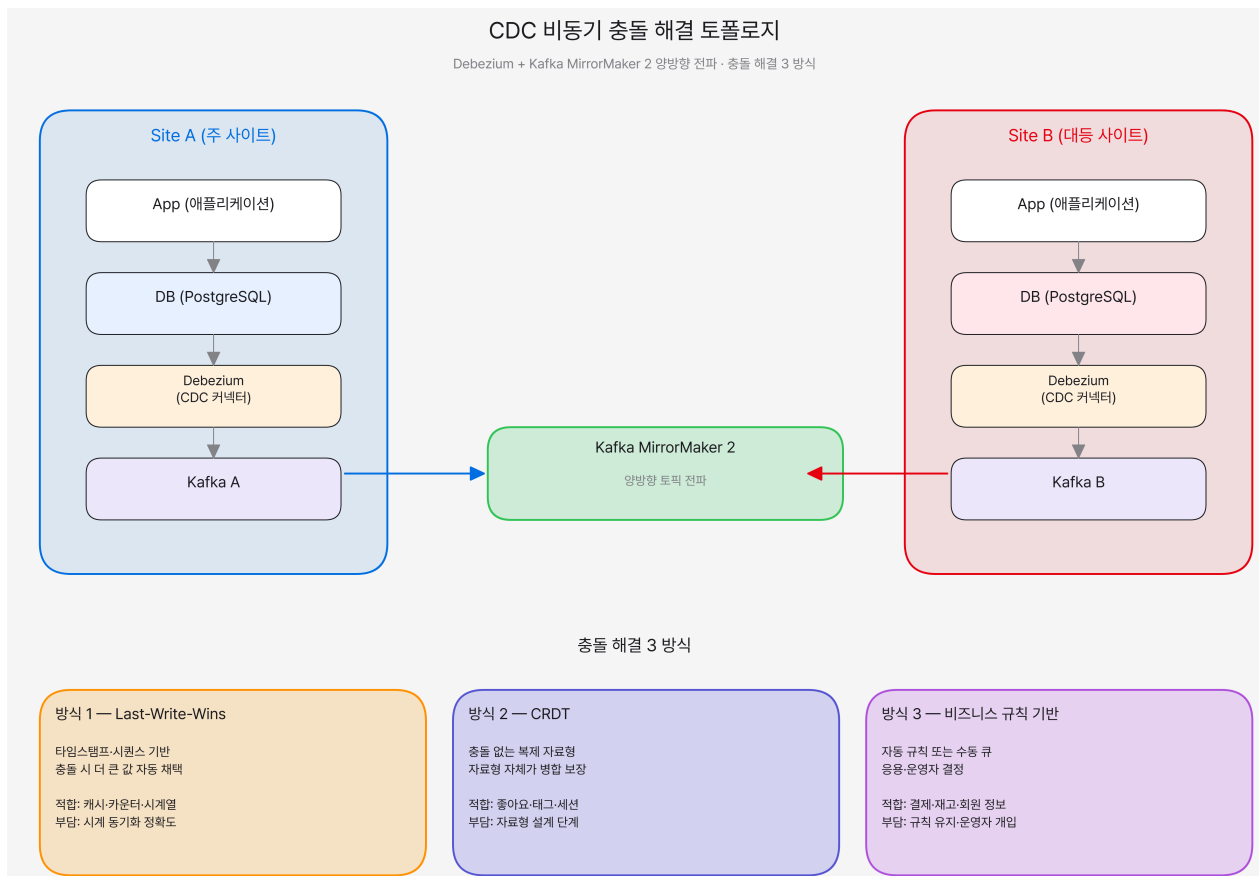 CDC 비동기 충돌 해결 토폴로지
Debezium + Kafka MirrorMaker 2 양방향 전파 · 충돌 해결 3 방식
Site A (주 사이트)
App (애플리케이션)
DB (PostgreSQL)
Debezium
(CDC 커넥터)
Kafka A
Kafka MirrorMaker 2
양방향 토픽 전파
Site B (대등 사이트)
App (애플리케이션)
DB (PostgreSQL)
Debezium
(CDC 커넥터)
Kafka B
충돌 해결 3 방식
방식 1 — Last-Write-Wins
타임스탬프·시퀀스 기반
충돌 시 더 큰 값 자동 채택
적합: 캐시·카운터·시계열
부담: 시계 동기화 정확도
방식 2 — CRDT
충돌 없는 복제 자료형
자료형 자체가 병합 보장
적합: 좋아요·태그·세션
부담: 자료형 설계 단계
방식 3 — 비즈니스 규칙 기반
자동 규칙 또는 수동 큐
응용·운영자 결정
적합: 결제·재고·회원 정보
부담: 규칙 유지·운영자 개입